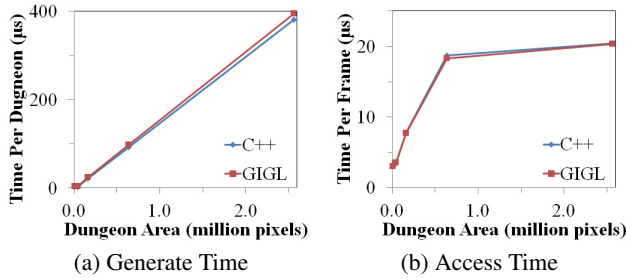 400
200
0
Time Per Dugneon (μs)
C++
GIGL
0.0 1.0 2.0
Dungeon Area (million pixels)
(a) Generate Time
20
10
0
Time Per Frame (μs)
C++
GIGL
0.0 1.0 2.0
Dungeon Area (million pixels)
(b) Access Time